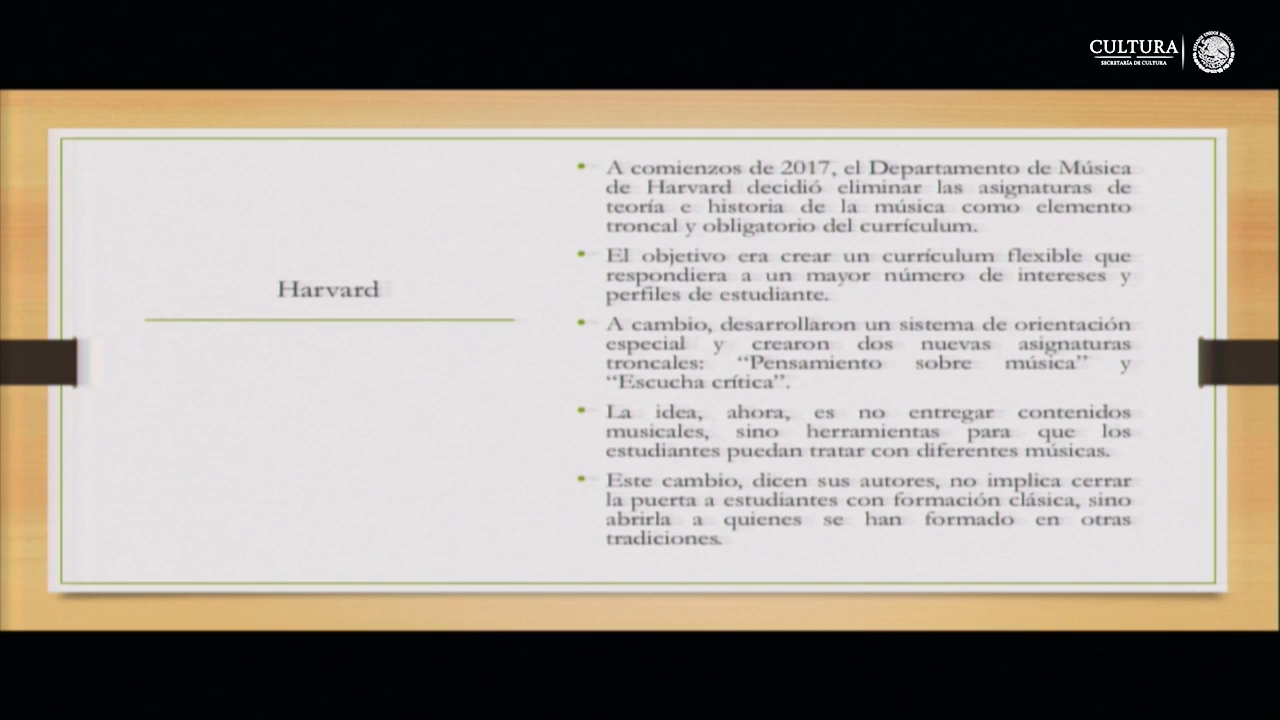 CULTURA
SECRETARÍA DE CULTURA
ESTADOS UNIDOS MEXICANOS
Harvard
• A comienzos de 2017, el Departamento de Música
de Harvard decidió eliminar las asignaturas de
teoría e historia de la música como elemento
troncal y obligatorio del currículum.
• El objetivo era crear un currículum flexible que
respondiera a un mayor número de intereses y
perfiles de estudiante.
• A cambio, desarrollaron un sistema de orientación
especial y crearon dos nuevas asignaturas
troncales: “Pensamiento sobre música” y
“Escucha crítica”.
• La idea, ahora, es no entregar contenidos
musicales, sino herramientas para que los
estudiantes puedan tratar con diferentes músicas.
• Este cambio, dicen sus autores, no implica cerrar
la puerta a estudiantes con formación clásica, sino
abrirla a quienes se han formado en otras
tradiciones.